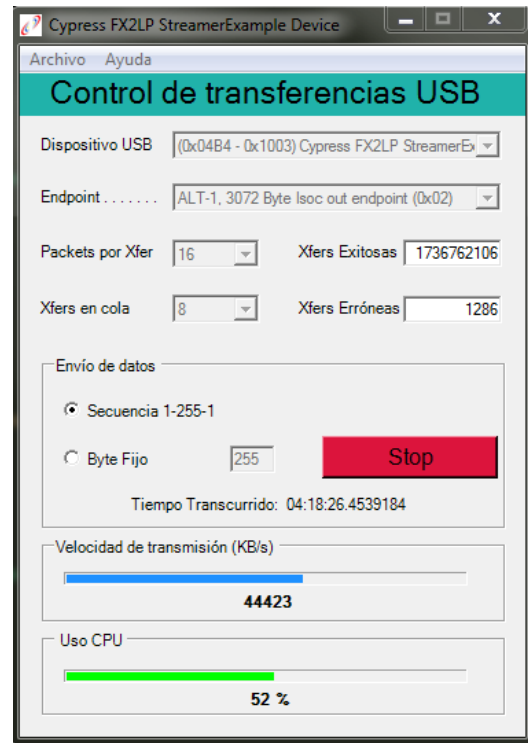 Cypress FX2LP StreamerExample Device
Archivo Ayuda
Control de transferencias USB
Dispositivo USB (0x04B4 - 0x1003) Cypress FX2LP StreamerEx
Endpoint....... ALT-1, 3072 Byte Isoc out endpoint (0x02)
Packets por Xfer 16 Xfers Exitosas 1736762106
Xfers en cola 8 Xfers Erróneas 1286
Envío de datos
Secuencia 1-255-1
Byte Fijo 255 Stop
Tiempo Transcurrido: 04:18:26.4539184
Velocidad de transmisión (KB/s)
44423
Uso CPU
52 %